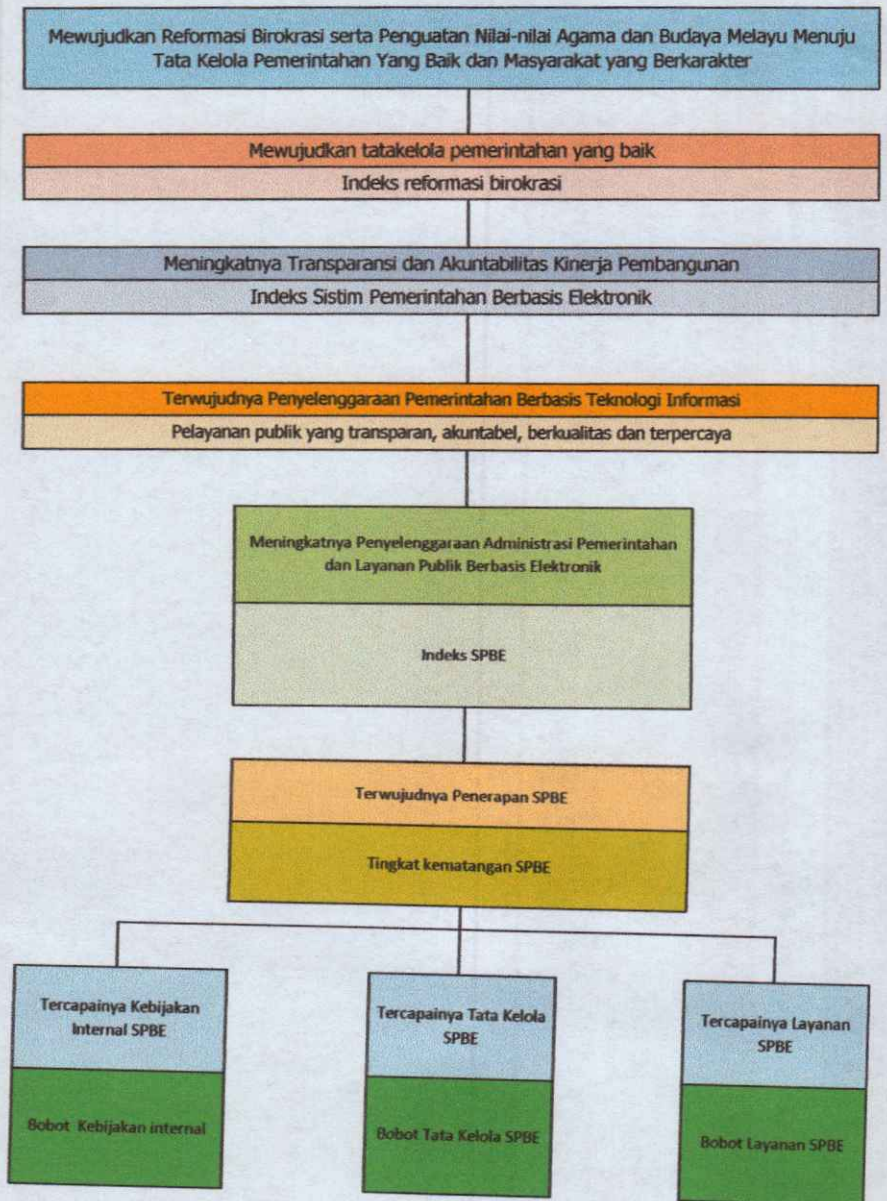 Mewujudkan Reformasi Birokrasi serta Penguatan Nilai-nilai Agama dan Budaya Melayu Menuju
Tata Kelola Pemerintahan Yang Baik dan Masyarakat yang Berkarakter
Mewujudkan tatakelola pemerintahan yang baik
Indeks reformasi birokrasi
Meningkatnya Transparansi dan Akuntabilitas Kinerja Pembangunan
Indeks Sistim Pemerintahan Berbasis Elektronik
Terwujudnya Penyelenggaraan Pemerintahan Berbasis Teknologi Informasi
Pelayanan publik yang transparan, akuntabel, berkualitas dan terpercaya
Meningkatnya Penyelenggaraan Administrasi Pemerintahan
dan Layanan Publik Berbasis Elektronik
Indeks SPBE
Terwujudnya Penerapan SPBE
Tingkat kematangan SPBE
Tercapainya Kebijakan
Internal SPBE
Bobot Kebijakan internal
Tercapainya Tata Kelola
SPBE
Bobot Tata Kelola SPBE
Tercapainya Layanan
SPBE
Bobot Layanan SPBE